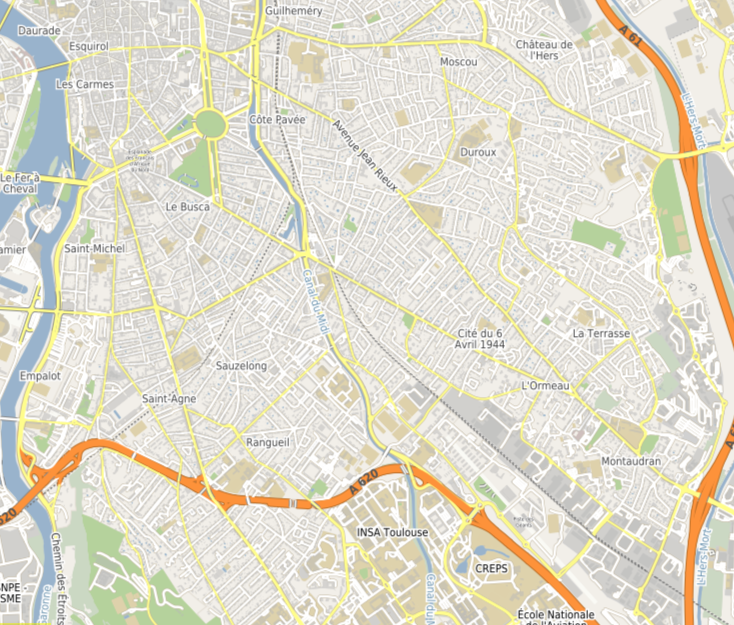 Guilheméry
Daurade
Esquirol
A 61
Château de
l'Hers
Moscou
Les Carmes
L'Hers-Mort
Côte Pavée
Avenue Jean Rieux
Duroux
Le Fer à
Cheval
Le Busca
amier
Saint-Michel
Canal du Midi
Cité du 6
Avril 1944
La Terrasse
Sauzelong
Empalot
L'Ormeau
Saint-Agne
A 6
Rangueil
Montaudran
A 620
620
INSA Toulouse
L'Hers-Mort
Chemin des Étroits
CREPS
NPE -
SME
aronne
École Nationale
de l'Aviation